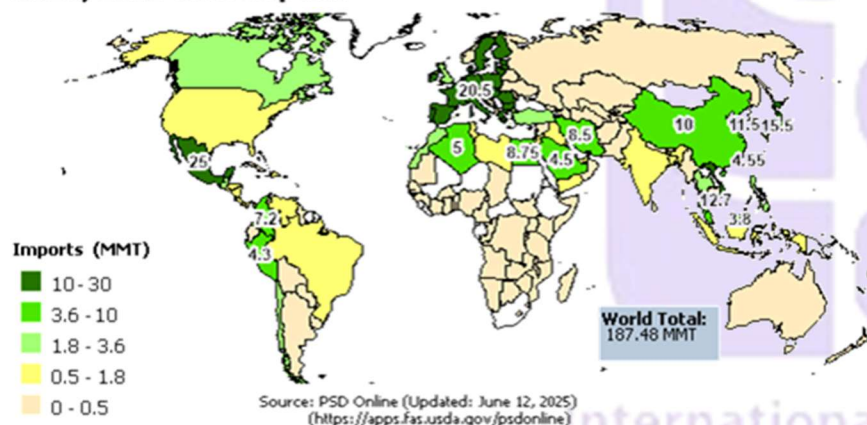 20.5
10
11.5
15.5
25
5
8.75
8.5
4.5
4.55
12.7
3.8
7.2
4.3
Imports (MMT)
10 - 30
3.6 - 10
1.8 - 3.6
0.5 - 1.8
0 - 0.5
World Total:
187.48 MMT
Source: PSD Online (Updated: June 12, 2025)
(https://apps.fas.usda.gov/psdonline)
nternationa